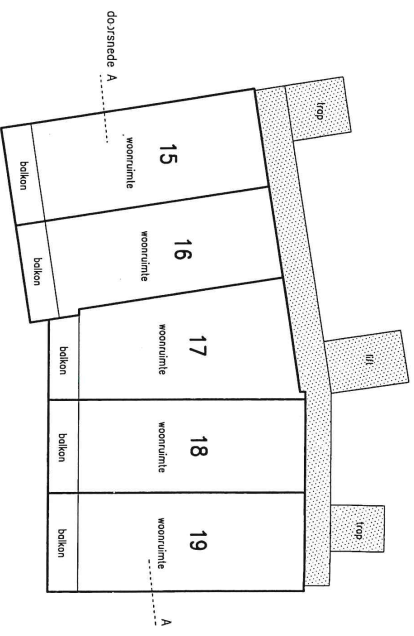 doorsnede A
trap
15
woonruimte
balkon
16
woonruimte
balkon
lift
17
woonruimte
balkon
18
woonruimte
balkon
trap
19
woonruimte
balkon
A